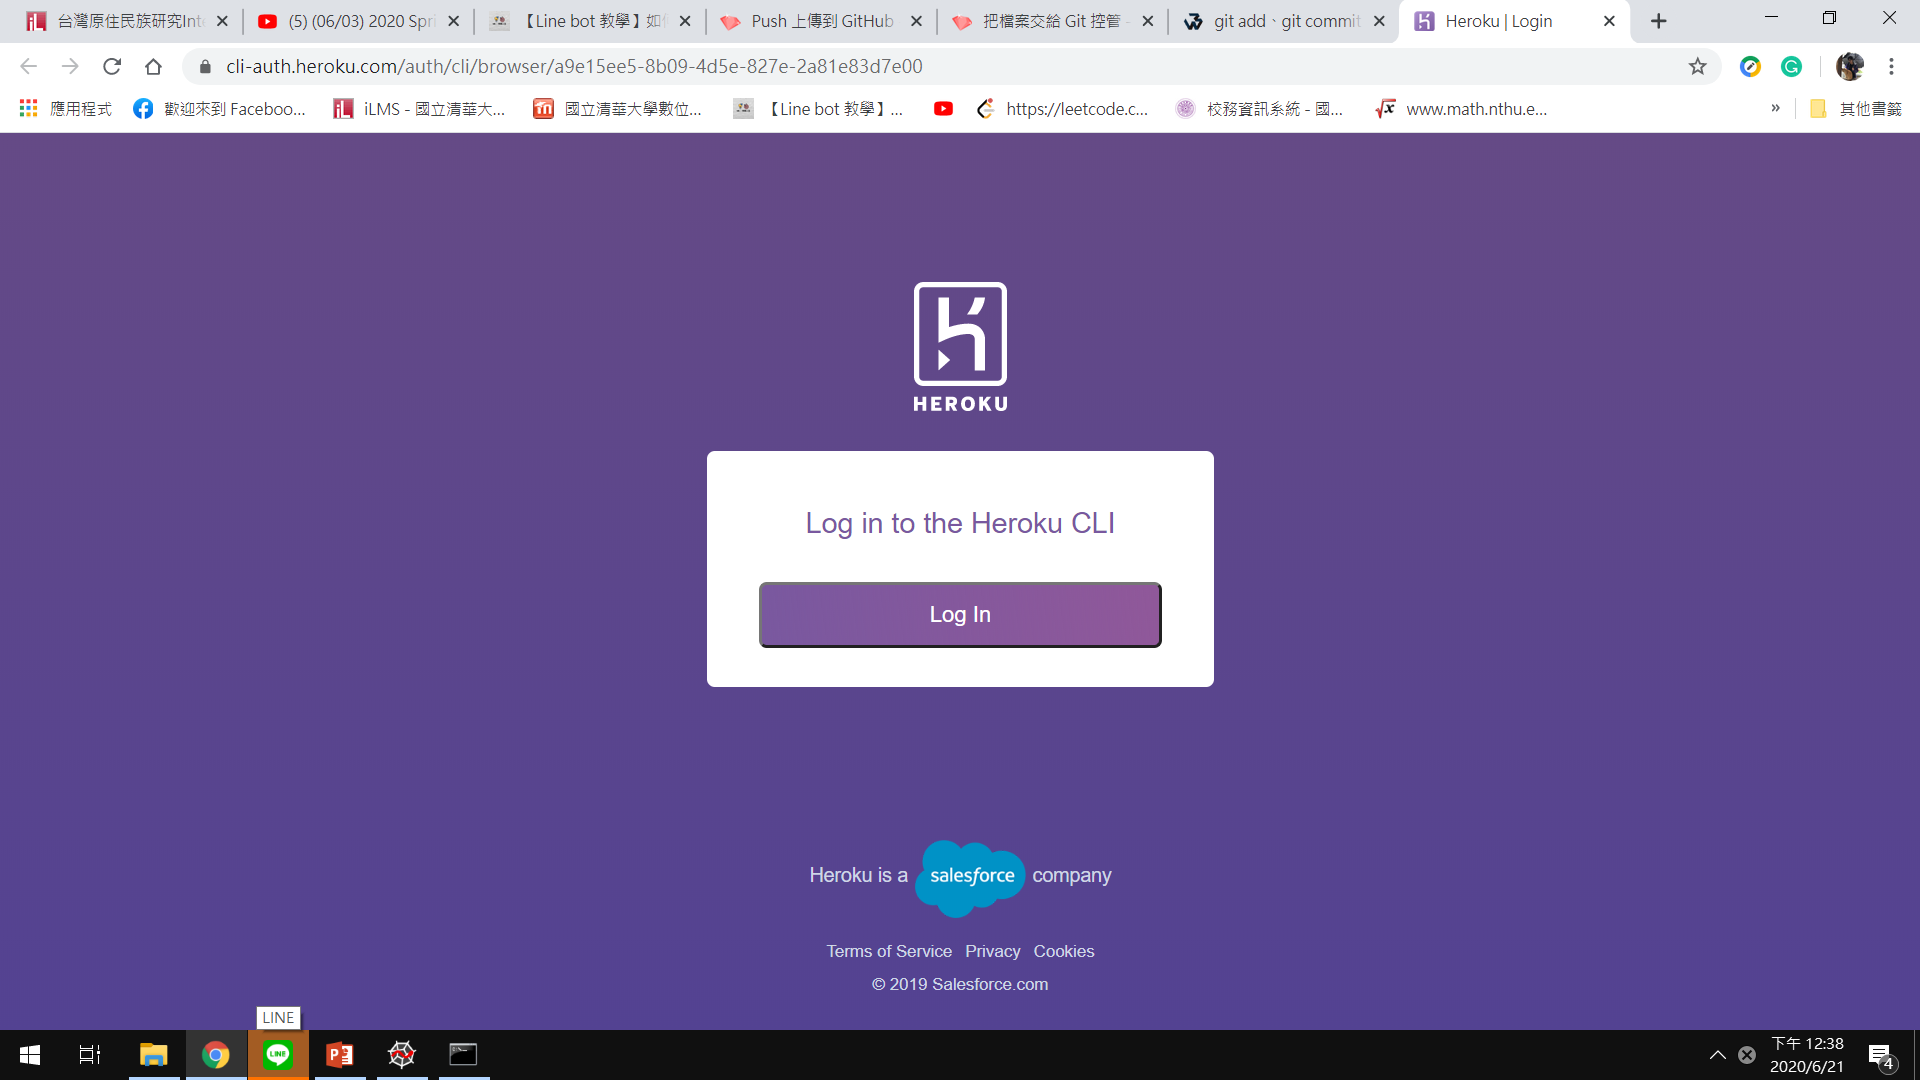 台灣原住民族研究Int
(5) (06/03) 2020 Spri
【Line bot 教學】如何
Push 上傳到 GitHub
把檔案交給 Git 控管 -
git add、git commit
Heroku | Login
cli-auth.heroku.com/auth/cli/browser/a9e15ee5-8b09-4d5e-827e-2a81e83d7e00
應用程式
歡迎來到 Faceboo...
iLMS - 國立清華大...
國立清華大學數位...
【Line bot 教學】...
https://leetcode.c...
校務資訊系統 - 國...
www.math.nthu.e...
»
其他書籤
HEROKU
Log in to the Heroku CLI
Log In
Heroku is a salesforce company
Terms of Service Privacy Cookies
© 2019 Salesforce.com
LINE
LINE
下午 12:38
2020/6/21
4